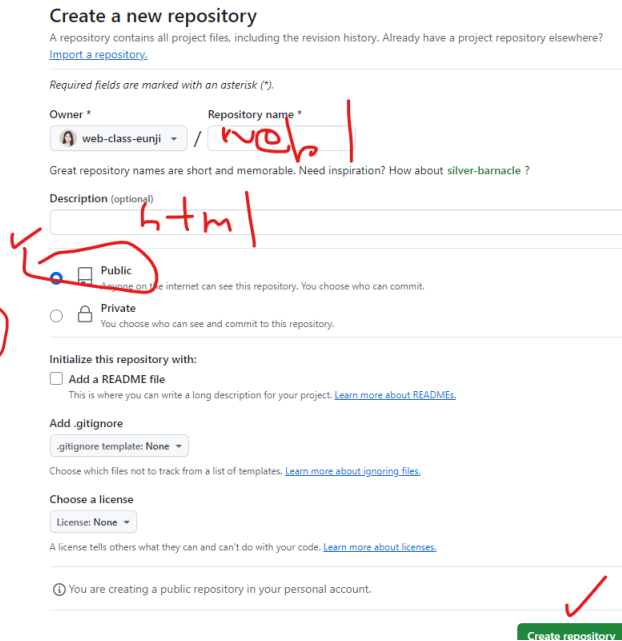 Create a new repository
A repository contains all project files, including the revision history. Already have a project repository elsewhere?
Import a repository.
Required fields are marked with an asterisk (*).
Owner * Repository name *
web-class-eunji / web1
Great repository names are short and memorable. Need inspiration? How about silver-barnacle ?
Description (optional)
html
Public
Anyone on the internet can see this repository. You choose who can commit.
Private
You choose who can see and commit to this repository.
Initialize this repository with:
Add a README file
This is where you can write a long description for your project. Learn more about READMEs.
Add .gitignore
.gitignore template: None
Choose which files not to track from a list of templates. Learn more about ignoring files.
Choose a license
License: None
A license tells others what they can and can't do with your code. Learn more about licenses.
You are creating a public repository in your personal account.
Create repository